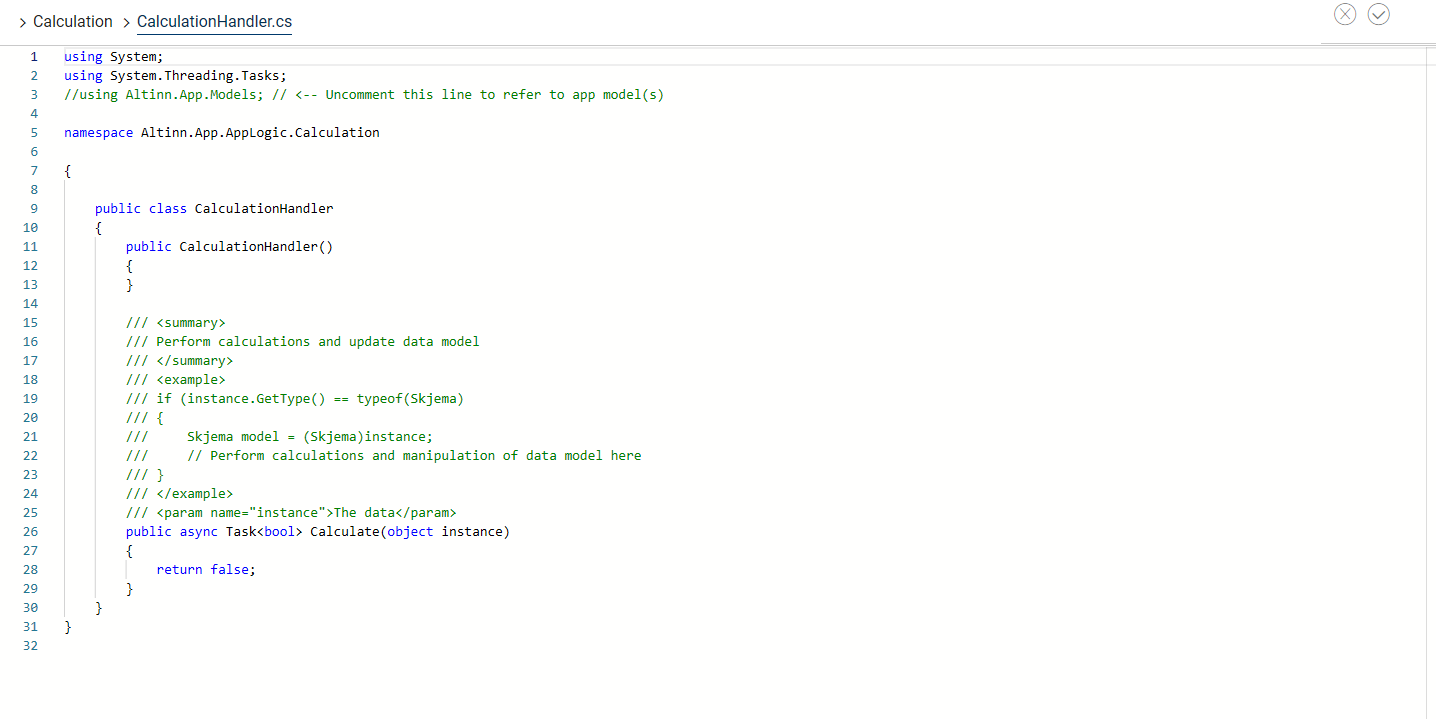 > Calculation > CalculationHandler.cs
1 using System;
2 using System.Threading.Tasks;
3 //using Altinn.App.Models; // <-- Uncomment this line to refer to app model(s)
4
5 namespace Altinn.App.AppLogic.Calculation
6
7 {
8
9     public class CalculationHandler
10     {
11         public CalculationHandler()
12         {
13         }
14
15         /// <summary>
16         /// Perform calculations and update data model
17         /// </summary>
18         /// <example>
19         /// if (instance.GetType() == typeof(Skjema)
20         /// {
21         ///     Skjema model = (Skjema)instance;
22         ///     // Perform calculations and manipulation of data model here
23         /// }
24         /// </example>
25         /// <param name="instance">The data</param>
26         public async Task<bool> Calculate(object instance)
27         {
28             return false;
29         }
30     }
31 }
32